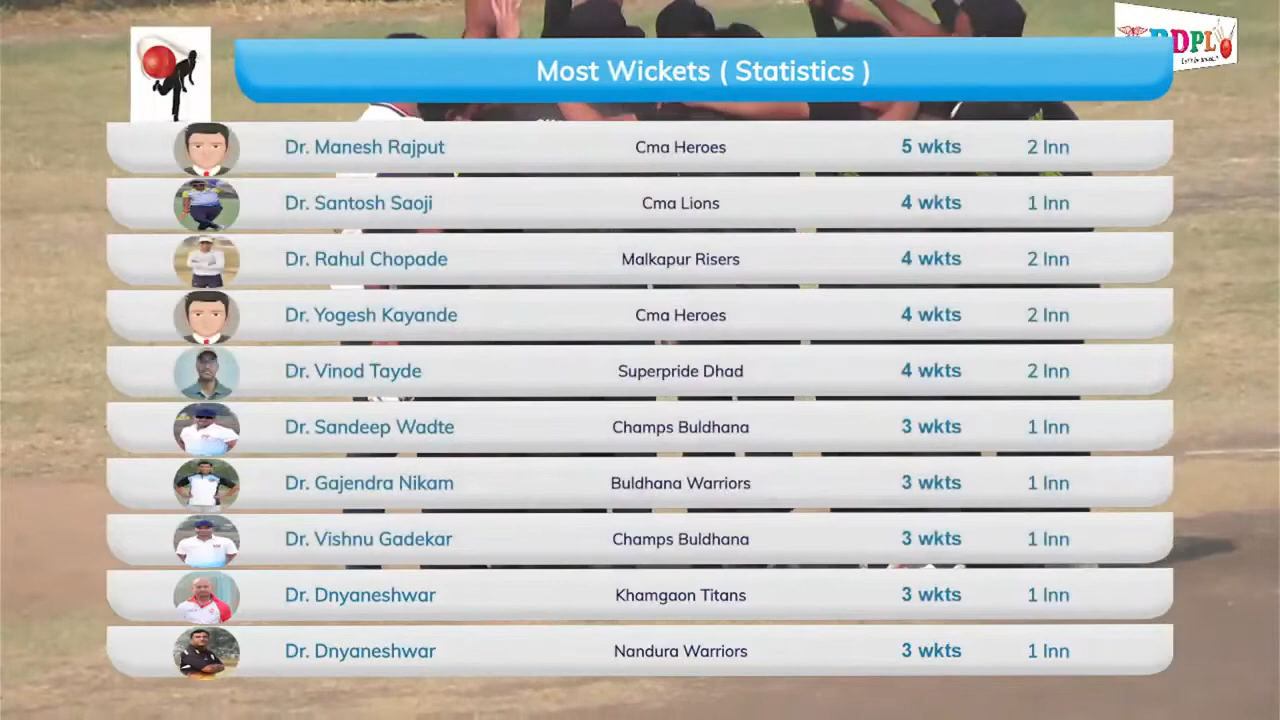 Most Wickets ( Statistics )
BDPL
Dr. Manesh Rajput Cma Heroes 5 wkts 2 Inn
Dr. Santosh Saoji Cma Lions 4 wkts 1 Inn
Dr. Rahul Chopade Malkapur Risers 4 wkts 2 Inn
Dr. Yogesh Kayande Cma Heroes 4 wkts 2 Inn
Dr. Vinod Tayde Superpride Dhad 4 wkts 2 Inn
Dr. Sandeep Wadte Champs Buldhana 3 wkts 1 Inn
Dr. Gajendra Nikam Buldhana Warriors 3 wkts 1 Inn
Dr. Vishnu Gadekar Champs Buldhana 3 wkts 1 Inn
Dr. Dnyaneshwar Khamgaon Titans 3 wkts 1 Inn
Dr. Dnyaneshwar Nandura Warriors 3 wkts 1 Inn